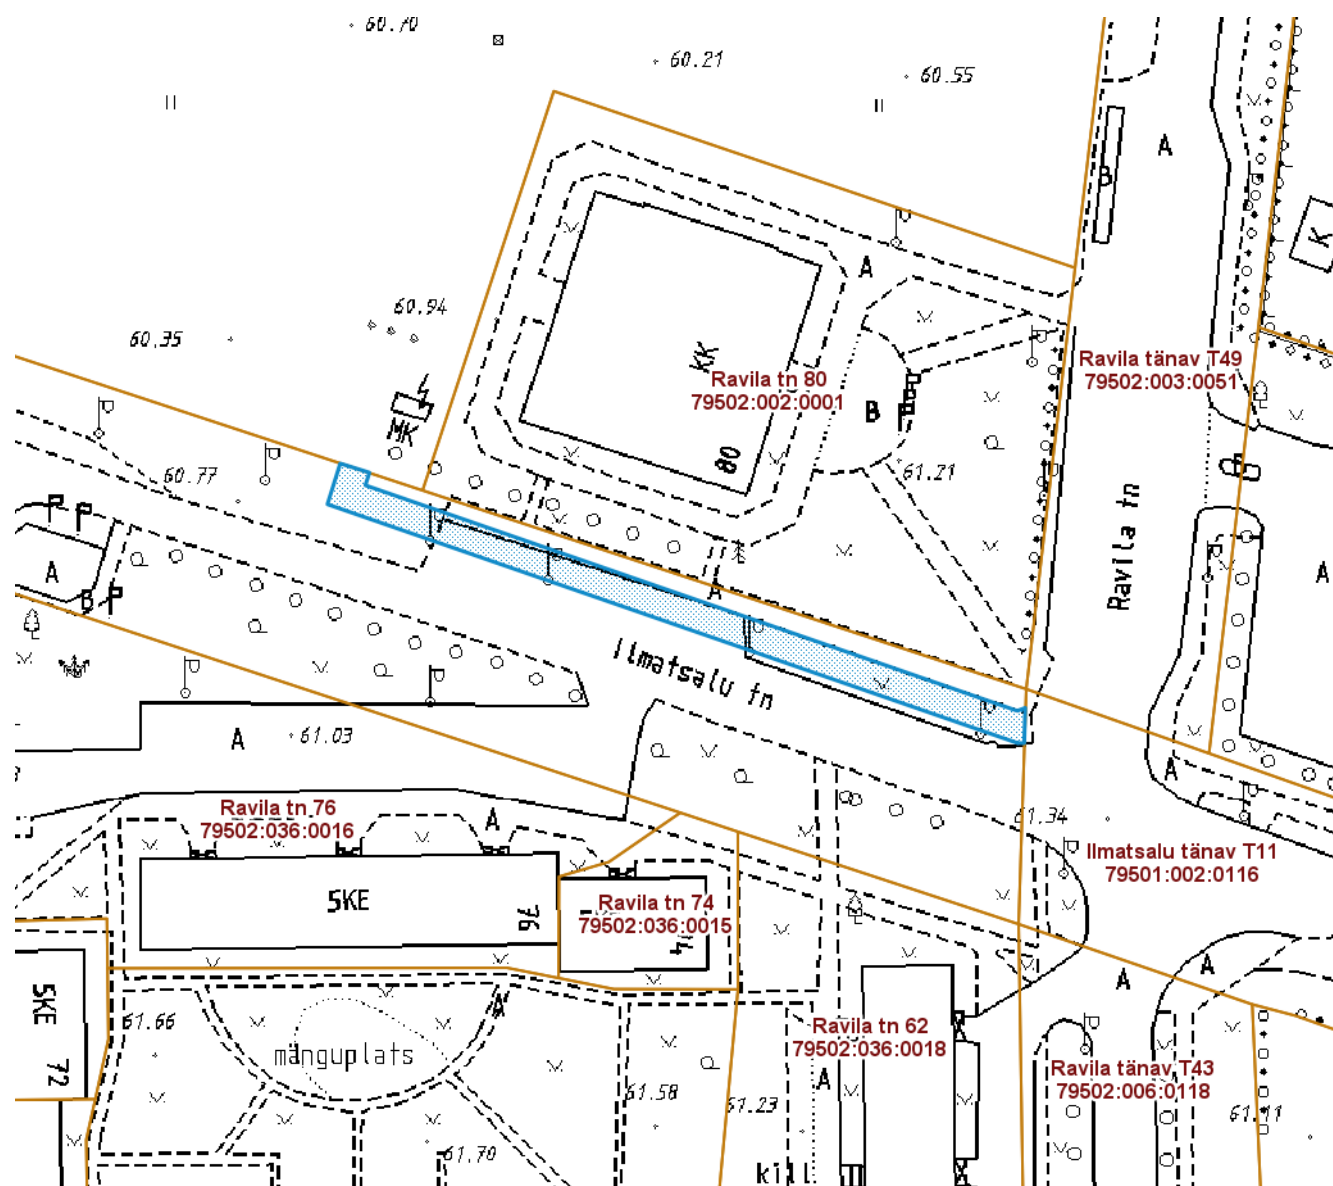 60.70
60.21
60.55
A
B
K
A
60.94
60.35
KK
Ravila tänav T49
79502:003:0051
Ravila tn 80
79502:002:0001
B
MK
80
61.21
60.77
Ravila tn
A
A
B
A
Ilmatsalu tn
A
61.03
A
61.34
Ravila tn 76
79502:036:0016
A
Ilmatsalu tänav T11
79501:002:0116
5KE
76
Ravila tn 74
79502:036:0015
A
A
5KE
72
61.66
A
mänguplats
Ravila tn 62
79502:036:0018
A
61.58
61.23
Ravila tänav T43
79502:006:0118
61.11
61.70
kill